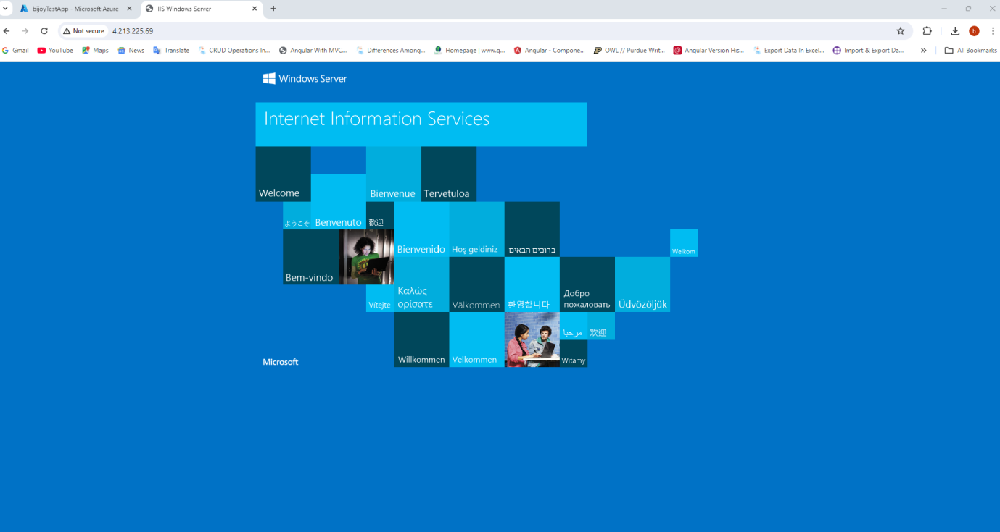 bijoyTestApp - Microsoft Azure
IIS Windows Server
Not secure
4.213.225.69
b
Gmail
YouTube
Maps
News
Translate
CRUD Operations In...
Angular With MVC...
Differences Among...
Homepage | www.q...
Angular - Compone...
OWL // Purdue Writ...
Angular Version His...
Export Data In Excel...
Import & Export Da...
All Bookmarks
Windows Server
Internet Information Services
Welcome
Bienvenue
Tervetuloa
ようこそ
Benvenuto
歡迎
Bienvenido
Hoş geldiniz
ברוכים הבאים
Welkom
Bem-vindo
Vítejte
Καλώς
ορίσατε
Välkommen
환영합니다
Добро
пожаловать
Üdvözöljük
Willkommen
Velkommen
مرحبا
欢迎
Witamy
Microsoft